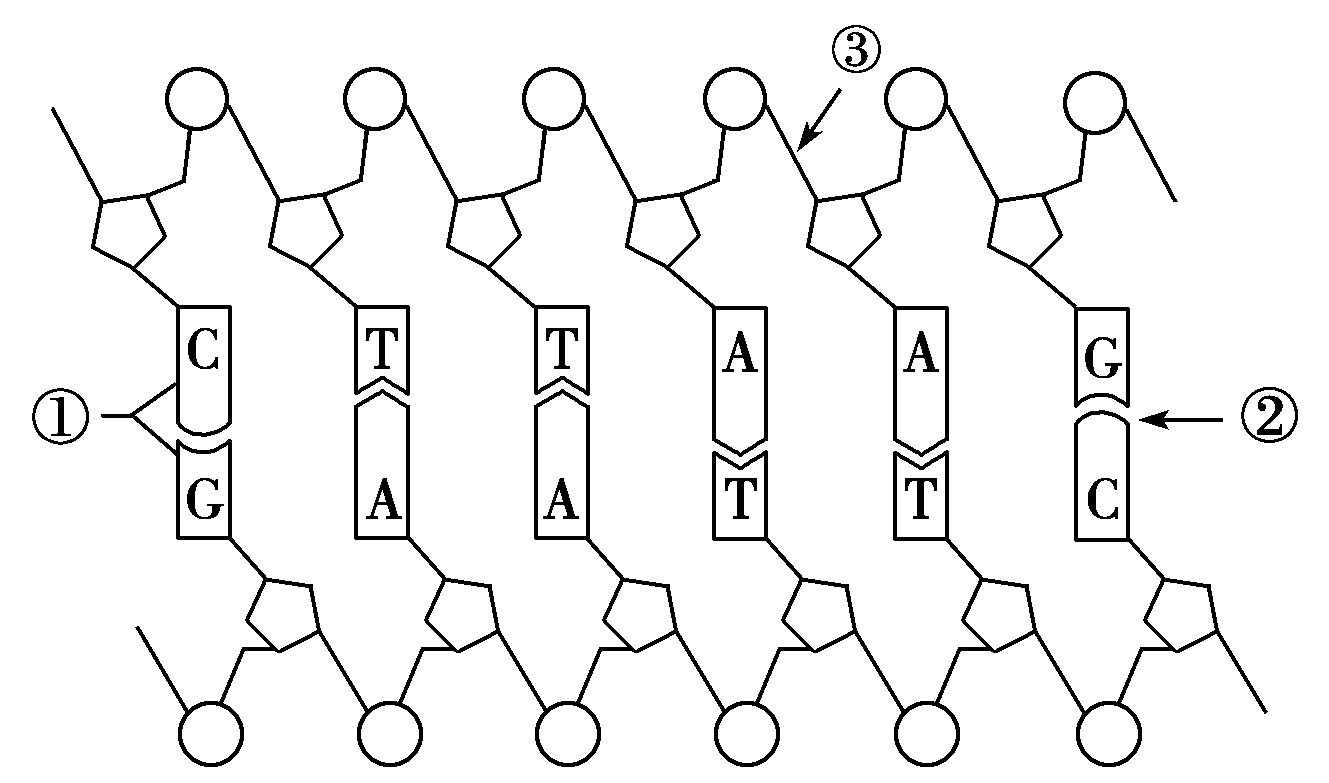 ③
C T T A A G
① ②
G A A T T C